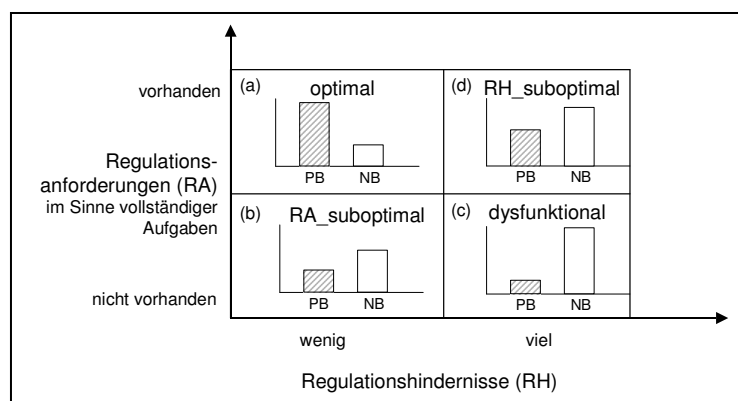 vorhanden
(a) optimal
PB NB
(d) RH_suboptimal
PB NB
Regulations-
anforderungen (RA)
im Sinne vollständiger
Aufgaben
(b) RA_suboptimal
PB NB
(c) dysfunktional
PB NB
nicht vorhanden
wenig
viel
Regulationshindernisse (RH)